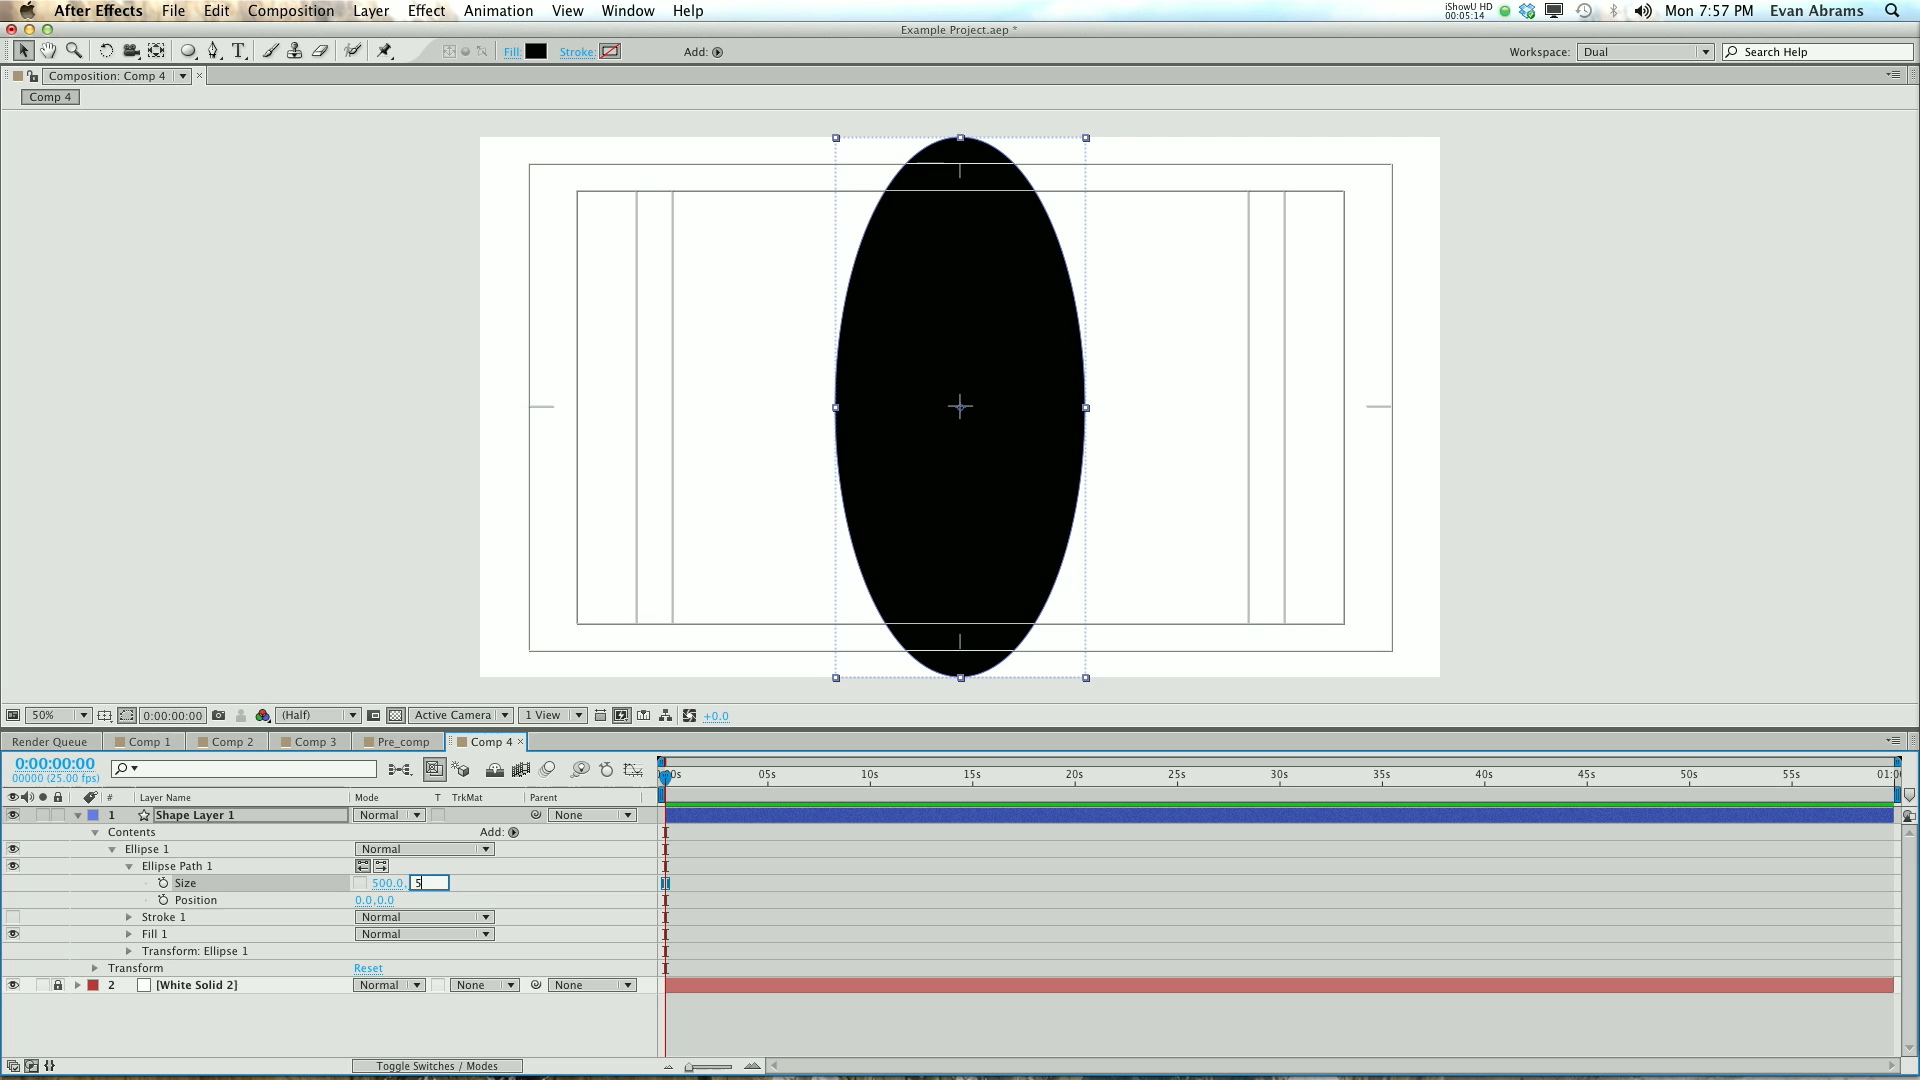 After Effects File Edit Composition Layer Effect Animation View Window Help iShowU HD 00:05:14 Mon 7:57 PM Evan Abrams
Example Project.aep *
Fill: Stroke: Add: Workspace: Dual Search Help
Composition: Comp 4 ×
Comp 4
50% 0:00:00:00 (Half) Active Camera 1 View +0.0
Render Queue Comp 1 Comp 2 Comp 3 Pre_comp Comp 4 ×
0:00:00:00
00000 (25.00 fps)
00s 05s 10s 15s 20s 25s 30s 35s 40s 45s 50s 55s 01:00
# Layer Name Mode T TrkMat Parent
1 Shape Layer 1 Normal None
Contents Add:
Ellipse 1 Normal
Ellipse Path 1
Size 500.0, 5
Position 0.0,0.0
Stroke 1 Normal
Fill 1 Normal
Transform: Ellipse 1
Transform Reset
2 [White Solid 2] Normal None None
Toggle Switches / Modes